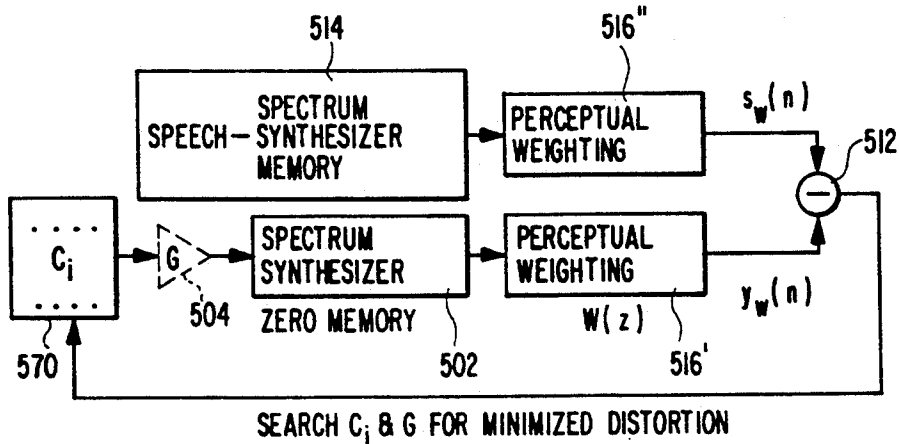 514
516"
SPEECH – SPECTRUM SYNTHESIZER MEMORY
PERCEPTUAL WEIGHTING
s_w(n)
512
–
C_i
G
504
SPECTRUM SYNTHESIZER
PERCEPTUAL WEIGHTING
y_w(n)
570
ZERO MEMORY
502
W(z)
516'
SEARCH C_i & G FOR MINIMIZED DISTORTION